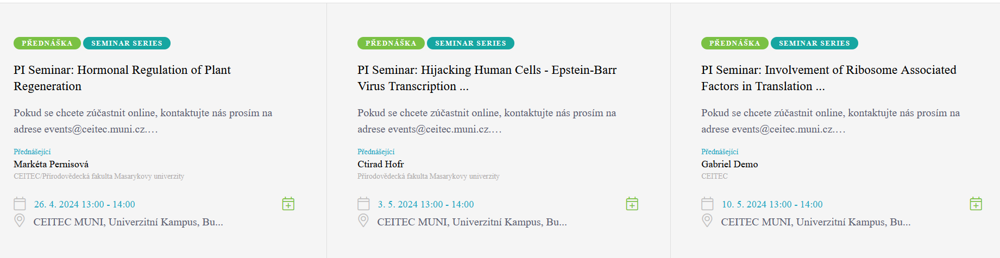 PŘEDNÁŠKA SEMINAR SERIES
PI Seminar: Hormonal Regulation of Plant
Regeneration
Pokud se chcete zúčastnit online, kontaktujte nás prosím na
adrese events@ceitec.muni.cz.…
Přednášející
Markéta Pernisová
CEITEC/Přírodovědecká fakulta Masarykovy univerzity
26. 4. 2024 13:00 - 14:00
CEITEC MUNI, Univerzitní Kampus, Bu...
PŘEDNÁŠKA SEMINAR SERIES
PI Seminar: Hijacking Human Cells - Epstein-Barr
Virus Transcription ...
Pokud se chcete zúčastnit online, kontaktujte nás prosím na
adrese events@ceitec.muni.cz.…
Přednášející
Ctirad Hofr
Přírodovědecká fakulta Masarykovy univerzity
3. 5. 2024 13:00 - 14:00
CEITEC MUNI, Univerzitní Kampus, Bu...
PŘEDNÁŠKA SEMINAR SERIES
PI Seminar: Involvement of Ribosome Associated
Factors in Translation ...
Pokud se chcete zúčastnit online, kontaktujte nás prosím na
adrese events@ceitec.muni.cz.…
Přednášející
Gabriel Demo
CEITEC
10. 5. 2024 13:00 - 14:00
CEITEC MUNI, Univerzitní Kampus, Bu...